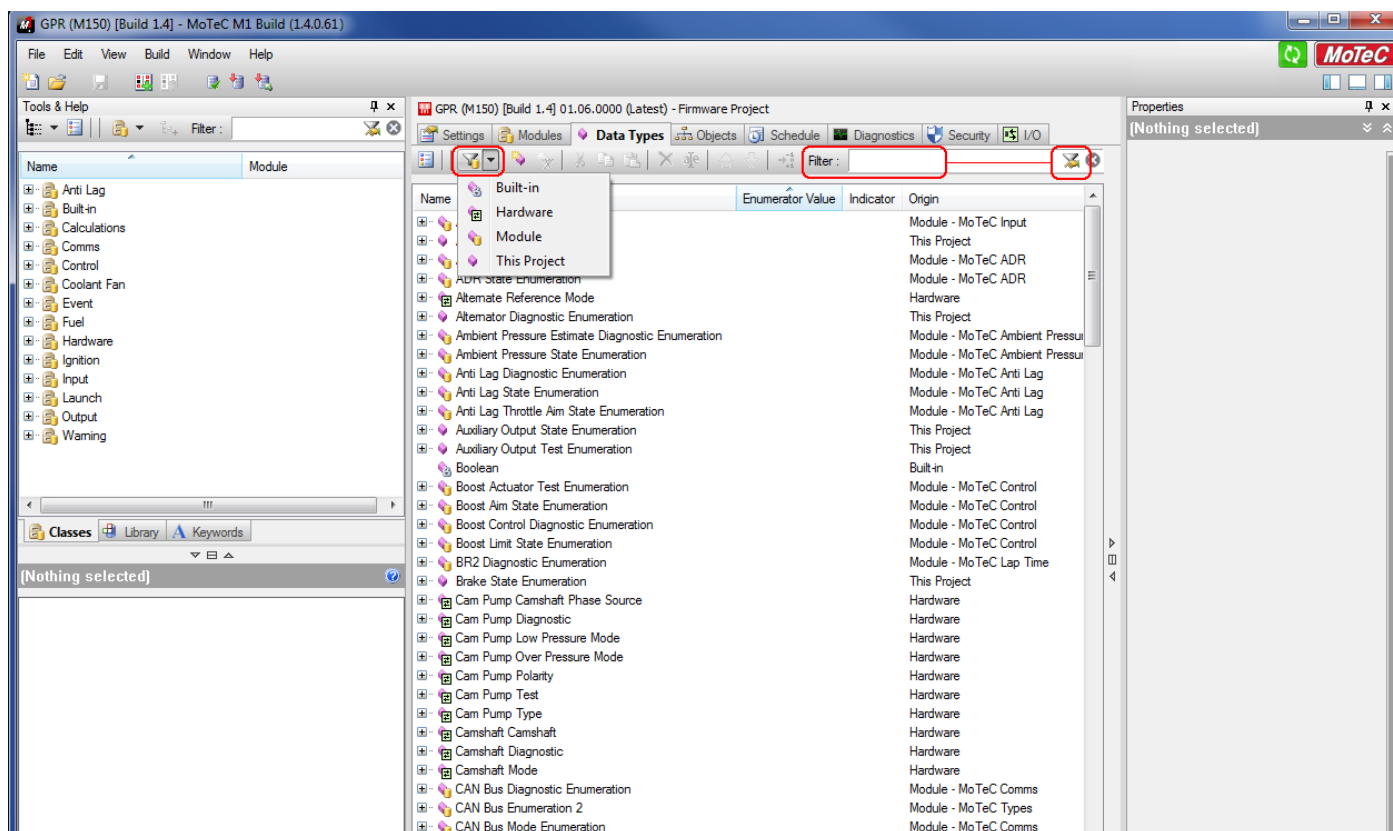 GPR (M150) [Build 1.4] - MoTeC M1 Build (1.4.0.61)
File Edit View Build Window Help
MoTeC
Tools & Help
Filter :
Name Module
Anti Lag
Built-in
Calculations
Comms
Control
Coolant Fan
Event
Fuel
Hardware
Ignition
Input
Launch
Output
Warning
Classes Library Keywords
[Nothing selected]
GPR (M150) [Build 1.4] 01.06.0000 (Latest) - Firmware Project
Settings Modules Data Types Objects Schedule Diagnostics Security I/O
Filter :
Built-in
Hardware
Module
This Project
Name Enumerator Value Indicator Origin
Module - MoTeC Input
This Project
Module - MoTeC ADR
ADR State Enumeration Module - MoTeC ADR
Alternate Reference Mode Hardware
Alternator Diagnostic Enumeration This Project
Ambient Pressure Estimate Diagnostic Enumeration Module - MoTeC Ambient Pressu
Ambient Pressure State Enumeration Module - MoTeC Ambient Pressu
Anti Lag Diagnostic Enumeration Module - MoTeC Anti Lag
Anti Lag State Enumeration Module - MoTeC Anti Lag
Anti Lag Throttle Aim State Enumeration Module - MoTeC Anti Lag
Auxiliary Output State Enumeration This Project
Auxiliary Output Test Enumeration This Project
Boolean Built-in
Boost Actuator Test Enumeration Module - MoTeC Control
Boost Aim State Enumeration Module - MoTeC Control
Boost Control Diagnostic Enumeration Module - MoTeC Control
Boost Limit State Enumeration Module - MoTeC Control
BR2 Diagnostic Enumeration Module - MoTeC Lap Time
Brake State Enumeration This Project
Cam Pump Camshaft Phase Source Hardware
Cam Pump Diagnostic Hardware
Cam Pump Low Pressure Mode Hardware
Cam Pump Over Pressure Mode Hardware
Cam Pump Polarity Hardware
Cam Pump Test Hardware
Cam Pump Type Hardware
Camshaft Camshaft Hardware
Camshaft Diagnostic Hardware
Camshaft Mode Hardware
CAN Bus Diagnostic Enumeration Module - MoTeC Comms
CAN Bus Enumeration 2 Module - MoTeC Types
CAN Bus Mode Enumeration Module - MoTeC Comms
Properties
[Nothing selected]